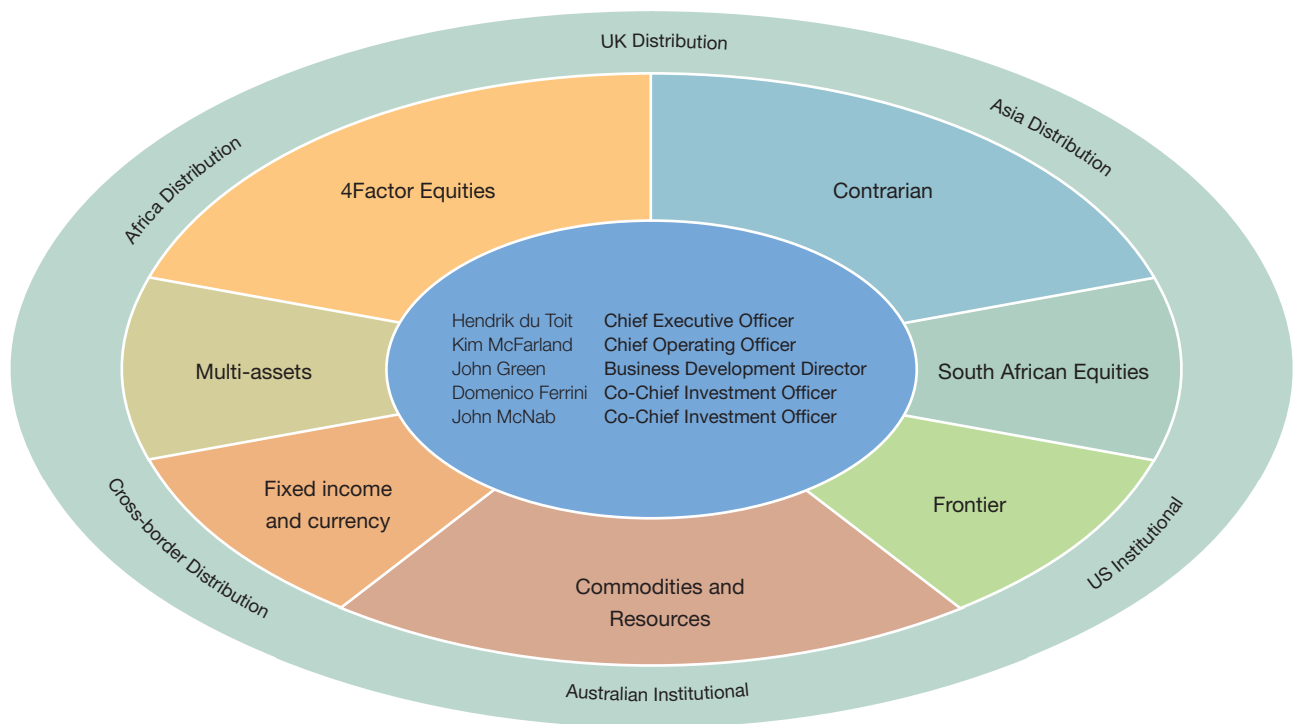 UK Distribution
Asia Distribution
Africa Distribution
4Factor Equities
Contrarian
Hendrik du Toit Chief Executive Officer
Kim McFarland Chief Operating Officer
John Green Business Development Director
Domenico Ferrini Co-Chief Investment Officer
John McNab Co-Chief Investment Officer
Multi-assets
South African Equities
Fixed income
and currency
Frontier
Commodities and
Resources
Cross-border Distribution
US Institutional
Australian Institutional